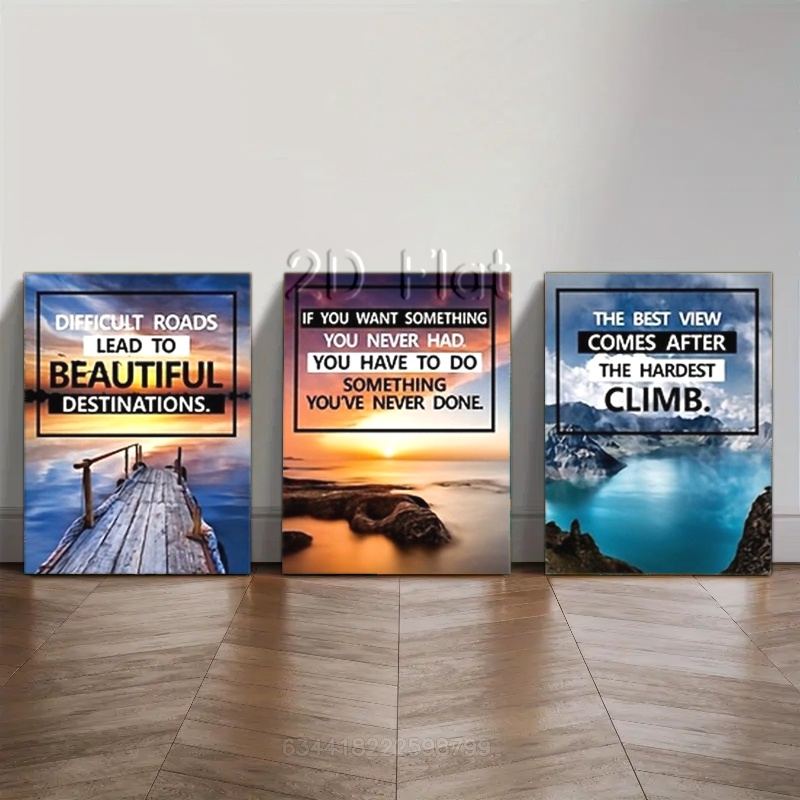 2D Flat
DIFFICULT ROADS
LEAD TO
BEAUTIFUL
DESTINATIONS.
IF YOU WANT SOMETHING
YOU NEVER HAD,
YOU HAVE TO DO
SOMETHING
YOU'VE NEVER DONE.
THE BEST VIEW
COMES AFTER
THE HARDEST
CLIMB.
634418222598799